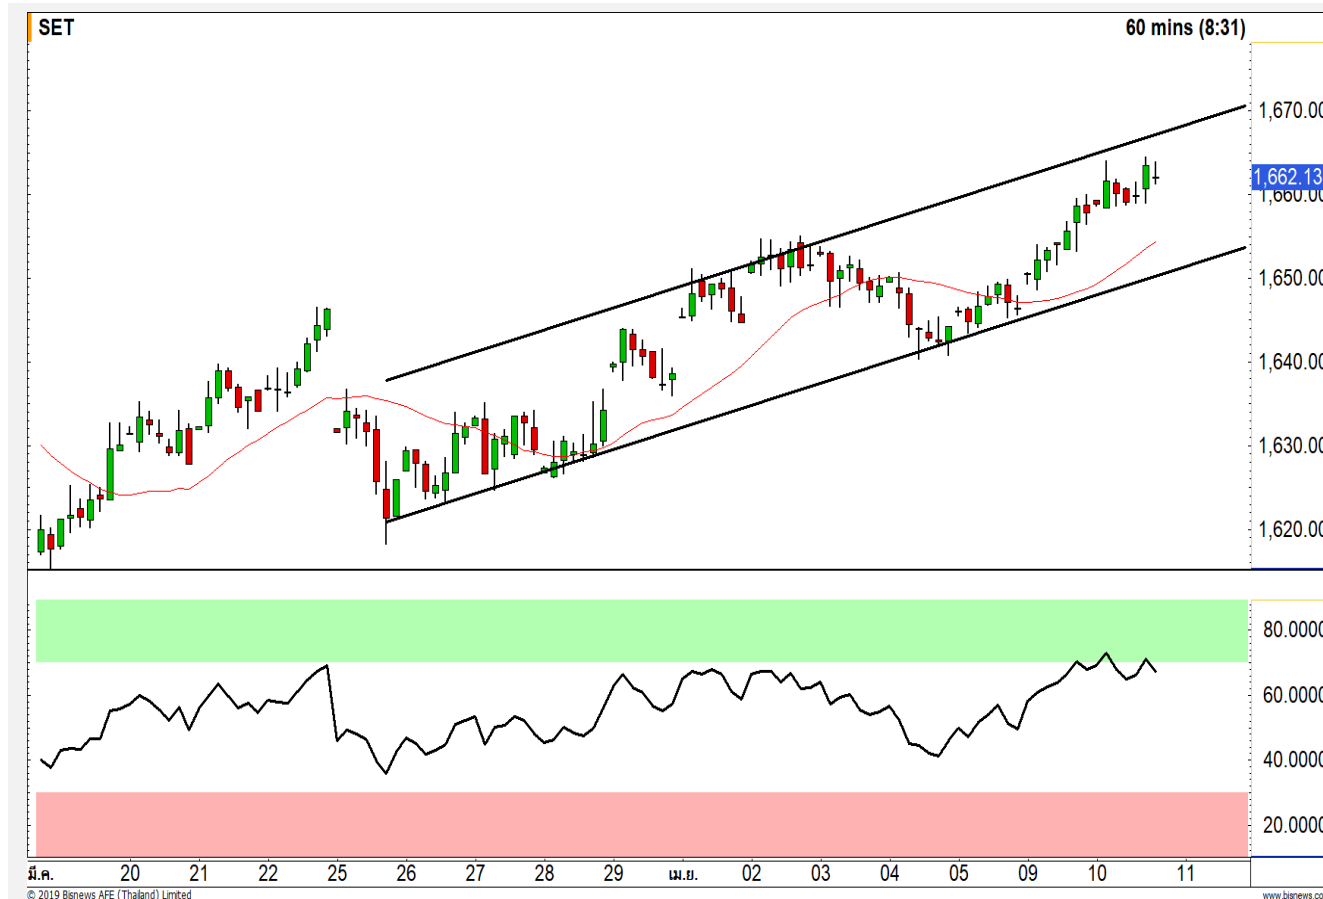 SET
60 mins (8:31)
1,670.00
1,662.13
1,660.00
1,650.00
1,640.00
1,630.00
1,620.00
80.0000
60.0000
40.0000
20.0000
มี.ค. 20 21 22 25 26 27 28 29 เม.ย. 02 03 04 05 09 10 11
© 2019 Bisnews AFE (Thailand) Limited
www.bisnews.co